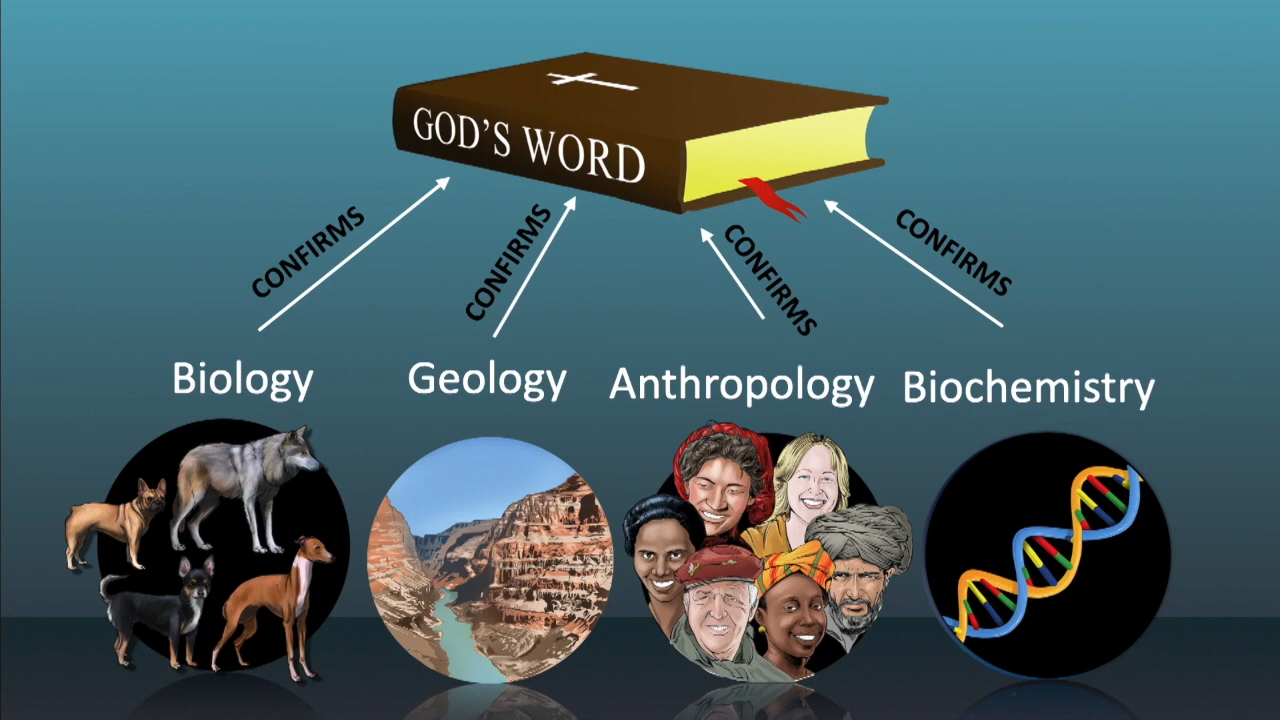 GOD'S WORD
CONFIRMS
CONFIRMS
CONFIRMS
CONFIRMS
Biology
Geology
Anthropology
Biochemistry